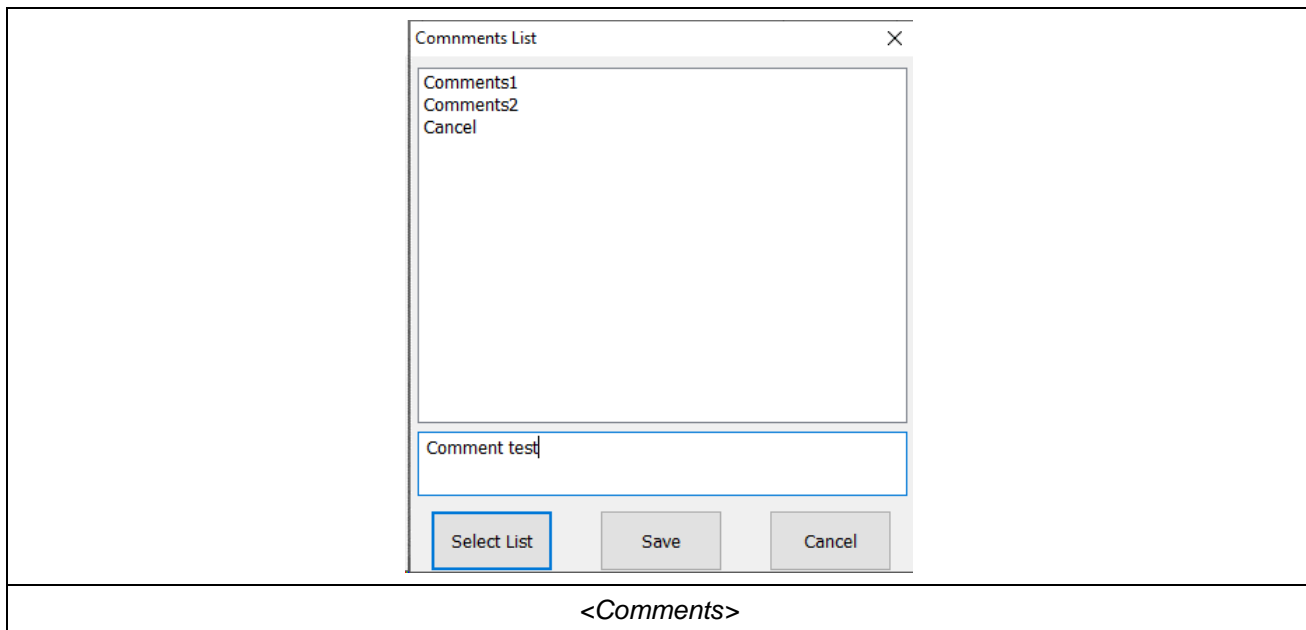 Comnments List
Comments1
Comments2
Cancel
Comment test
Select List Save Cancel
<Comments>